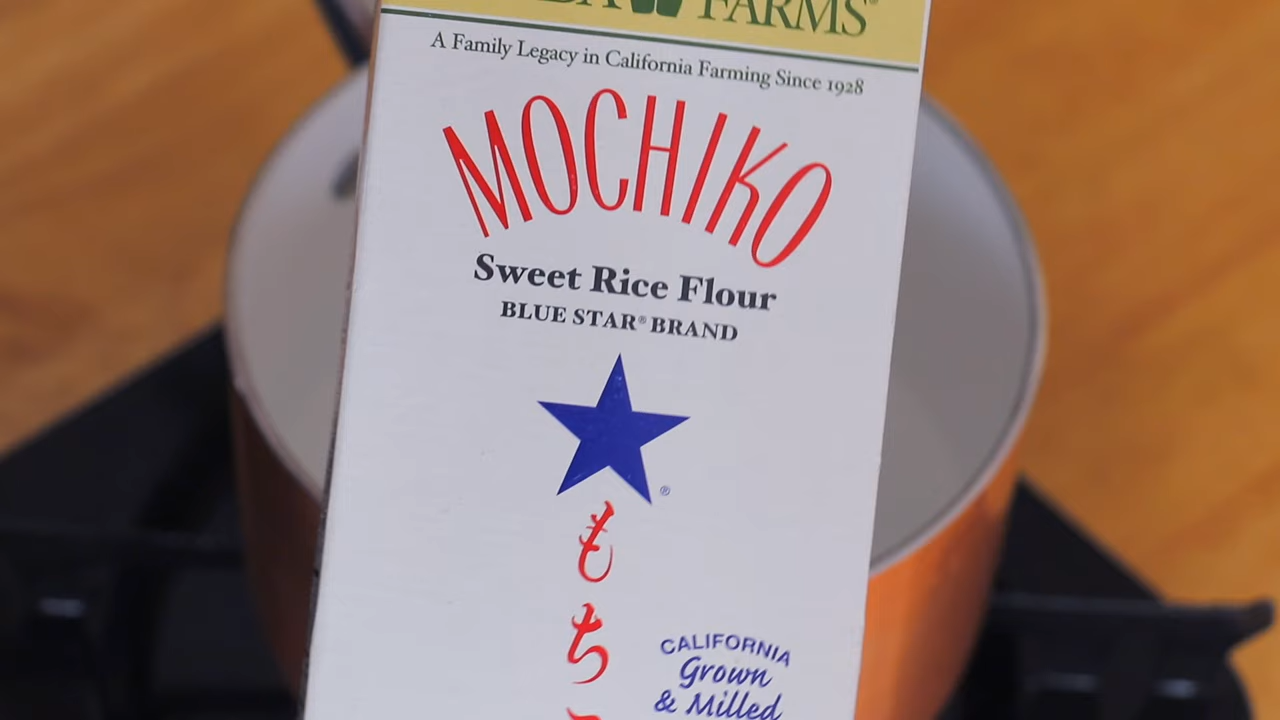 FARMS®
A Family Legacy in California Farming Since 1928
MOCHIKO
Sweet Rice Flour
BLUE STAR® BRAND
®
も
ち
CALIFORNIA
Grown
& Milled